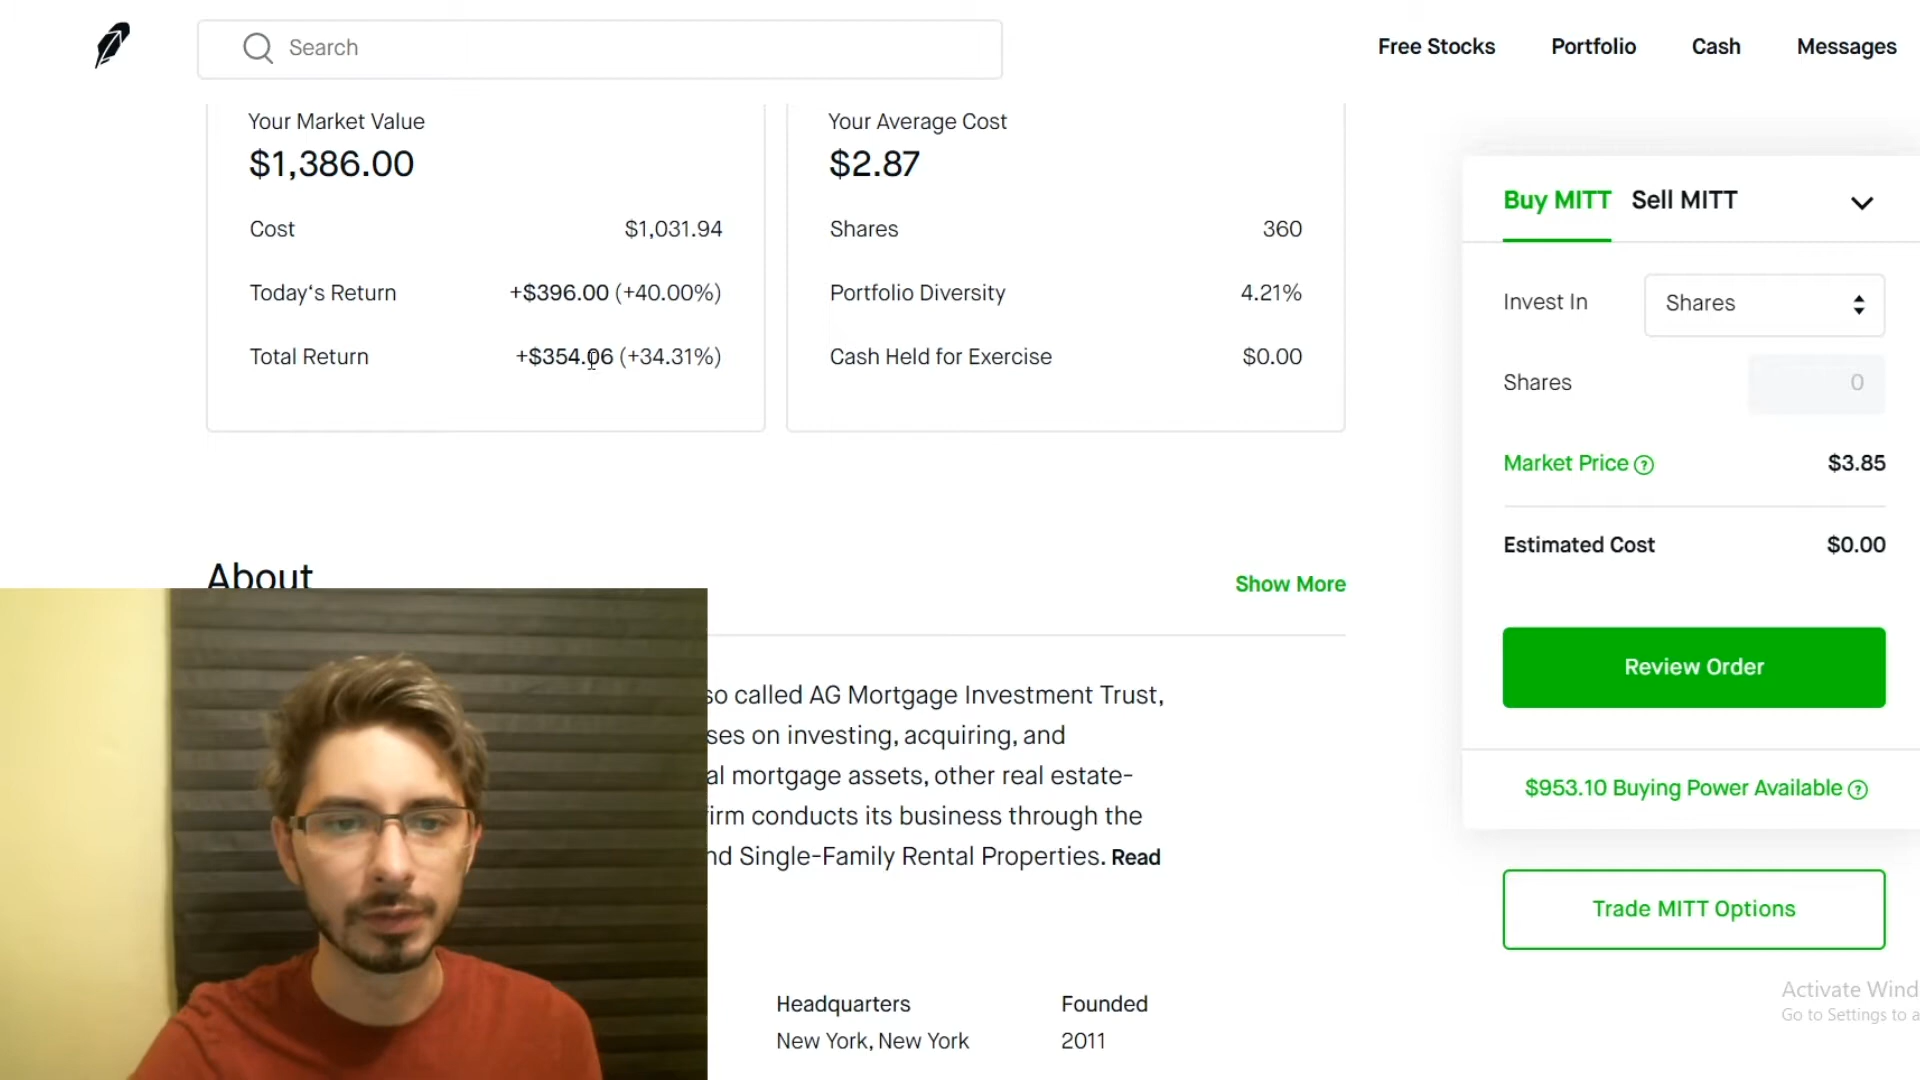 Search
Free Stocks
Portfolio
Cash
Messages
Your Market Value
$1,386.00
Cost $1,031.94
Today's Return +$396.00 (+40.00%)
Total Return +$354.06 (+34.31%)
Your Average Cost
$2.87
Shares 360
Portfolio Diversity 4.21%
Cash Held for Exercise $0.00
Buy MITT Sell MITT
Invest In Shares
Shares 0
Market Price ? $3.85
Estimated Cost $0.00
Review Order
$953.10 Buying Power Available ?
Trade MITT Options
About
Show More
so called AG Mortgage Investment Trust,
ses on investing, acquiring, and
al mortgage assets, other real estate-
firm conducts its business through the
nd Single-Family Rental Properties. Read
Headquarters
New York, New York
Founded
2011
Activate Wind
Go to Settings to a